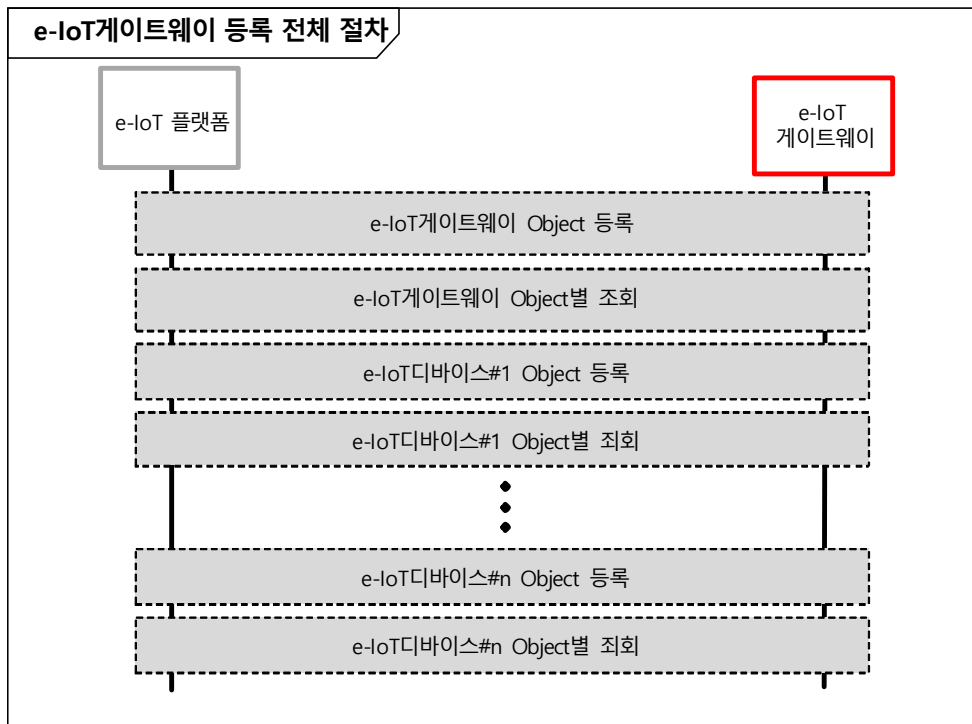 e-IoT게이트웨이 등록 전체 절차
e-IoT 플랫폼
e-IoT
게이트웨이
e-IoT게이트웨이 Object 등록
e-IoT게이트웨이 Object별 조회
e-IoT디바이스#1 Object 등록
e-IoT디바이스#1 Object별 죄회
e-IoT디바이스#n Object 등록
e-IoT디바이스#n Object별 죄회